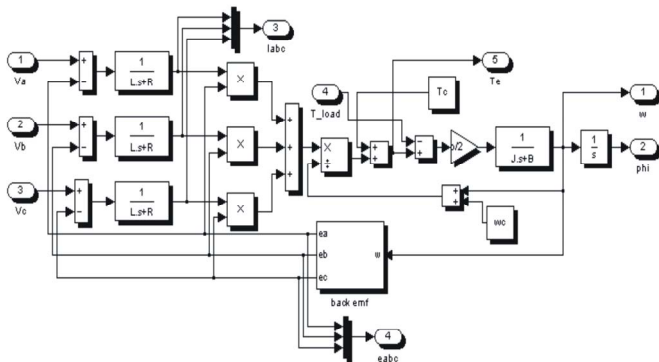 3
Iabc
1
Va
+
−
1
L.s+R
×
4
T_load
Tc
5
Te
1
w
2
Vb
+
−
1
L.s+R
×
+
+
+
×
÷
+
+
−
+
p/2
1
J.s+B
1
s
2
phi
3
Vc
+
−
1
L.s+R
×
+
+
wc
ea
eb
ec
w
back emf
4
eabc